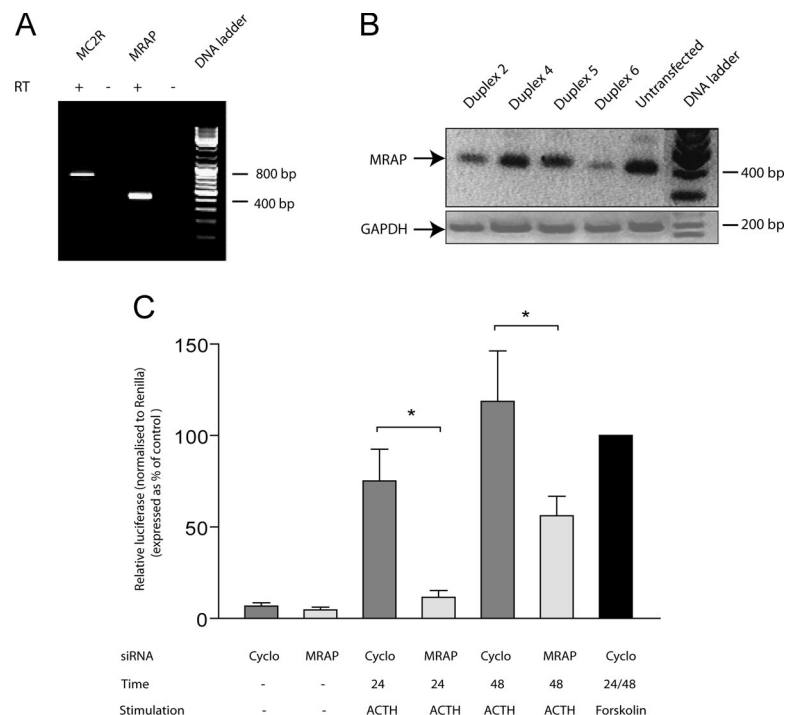 A
MC2R MRAP DNA ladder
RT + - + -
800 bp
400 bp
B
Duplex 2 Duplex 4 Duplex 5 Duplex 6 Untransfected DNA ladder
MRAP
400 bp
GAPDH
200 bp
C
Relative luciferase (normalised to Renilla)
(expressed as % of control )
150
100
50
0
*
*
siRNA Cyclo MRAP Cyclo MRAP Cyclo MRAP Cyclo
Time - - 24 24 48 48 24/48
Stimulation - - ACTH ACTH ACTH ACTH Forskolin